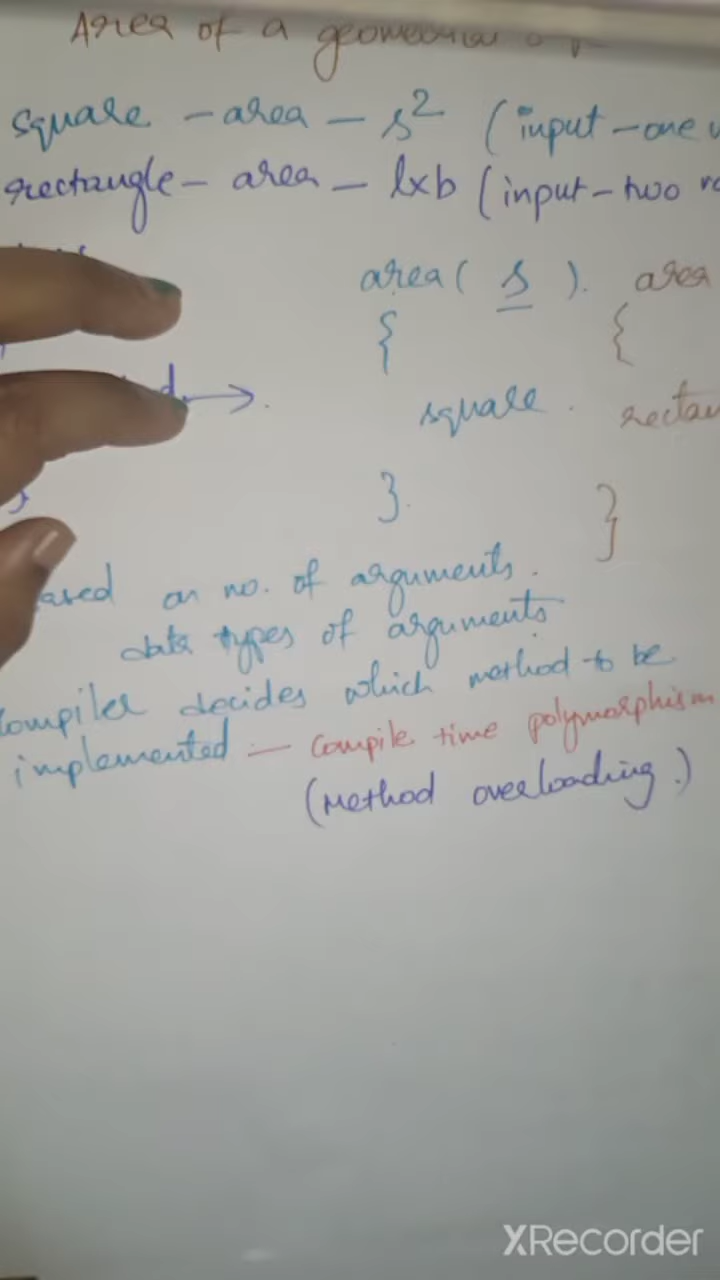 Area of a
square - area - s² (input - one
rectangle - area - l×b (input - two
area( s ). area
{ {
square.
}. }
on no. of arguments.
data types of arguments
compiler decides which method to be
implemented - compile time polymorphism
(Method overloading.)
XRecorder